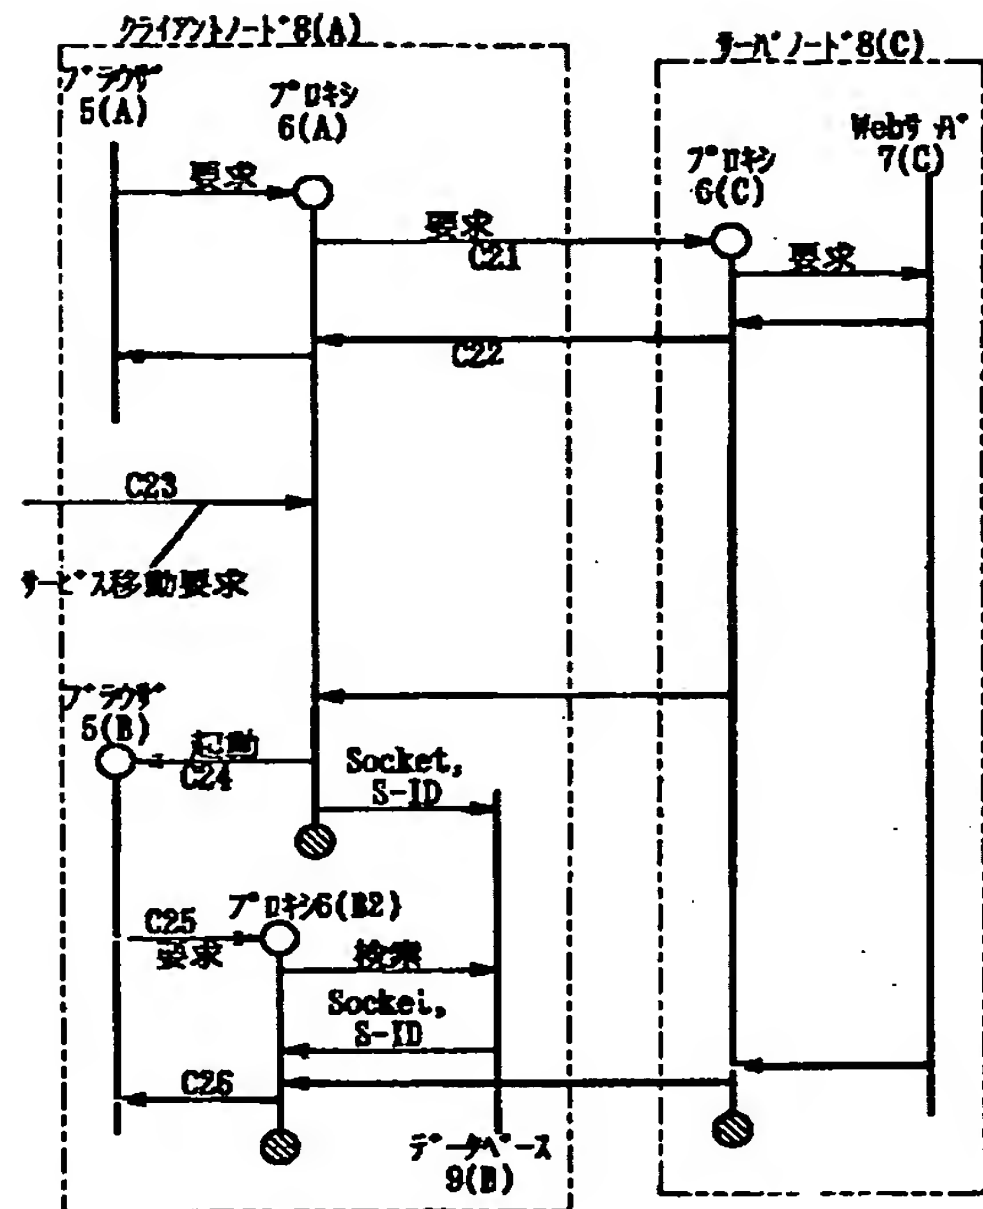 クライアントノード8(A)
サーバノード8(C)
ブラウザ
5(A)
プロキシ
6(A)
Webサーバ
7(C)
プロキシ
6(C)
要求
要求
C21
要求
C22
C23
サービス移動要求
ブラウザ
5(B)
起動
C24
Socket,
S-ID
プロキシ6(B2)
C25
要求
検索
Socket,
S-ID
C26
データベース
9(B)